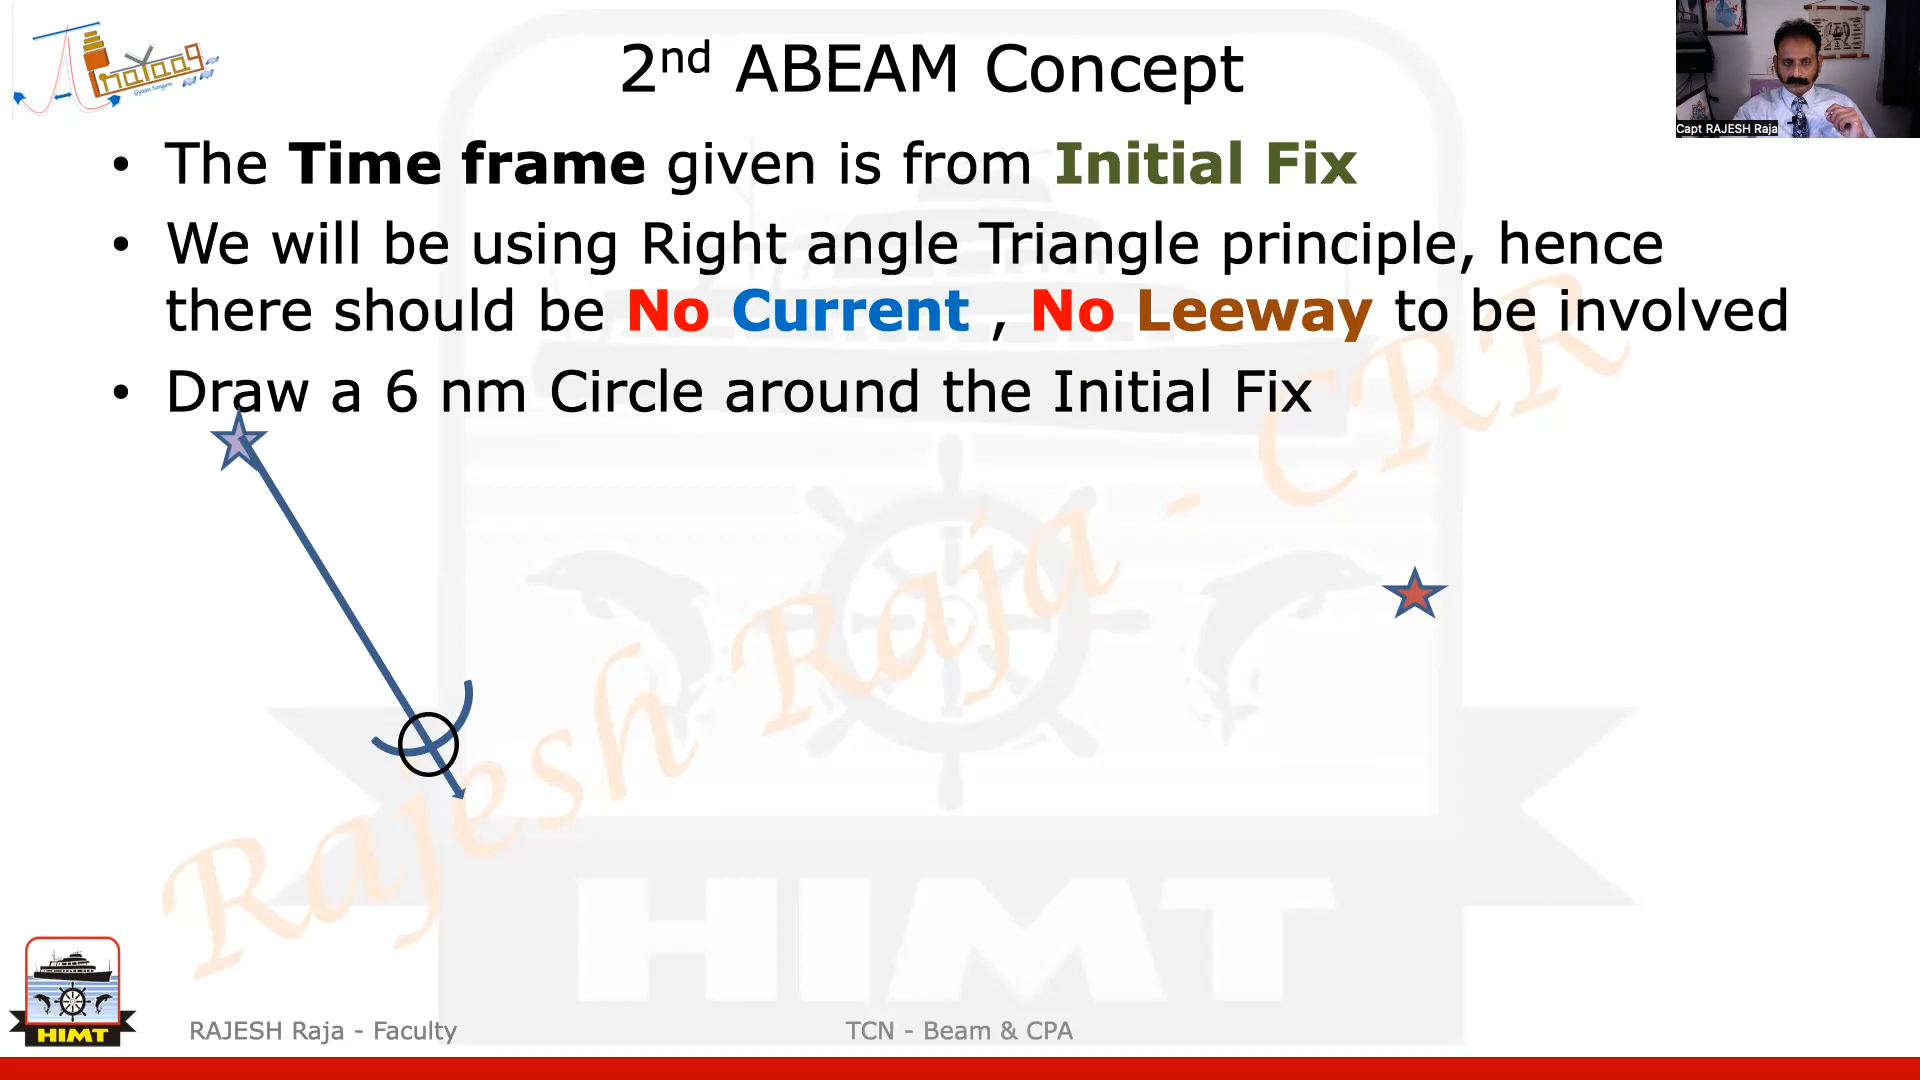 2nd ABEAM Concept
Capt RAJESH Raja
• The Time frame given is from Initial Fix
• We will be using Right angle Triangle principle, hence
there should be No Current , No Leeway to be involved
• Draw a 6 nm Circle around the Initial Fix
Rajesh Raja - CRR
HIMT
HIMT
RAJESH Raja - Faculty
TCN - Beam & CPA